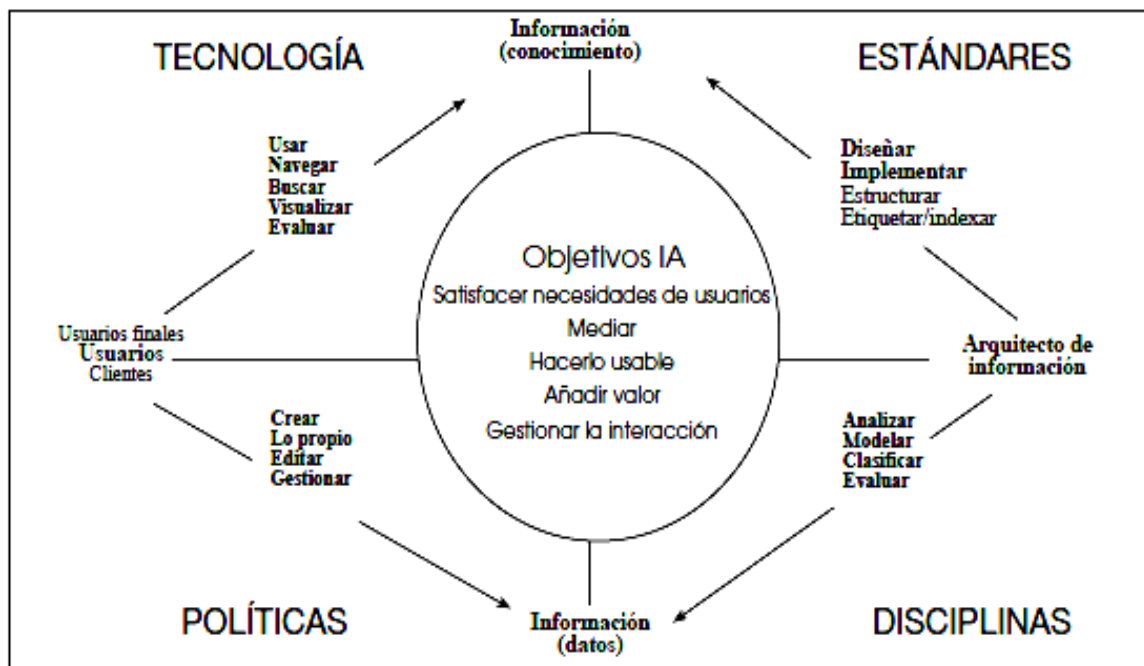 Información
(conocimiento)
TECNOLOGÍA
ESTÁNDARES
Usar
Navegar
Buscar
Visualizar
Evaluar
Diseñar
Implementar
Estructurar
Etiquetar/indexar
Objetivos IA
Satisfacer necesidades de usuarios
Mediar
Hacerlo usable
Añadir valor
Gestionar la interacción
Usuarios finales
Usuarios
Clientes
Arquitecto de
información
Crear
Lo propio
Editar
Gestionar
Analizar
Modelar
Clasificar
Evaluar
POLÍTICAS
Información
(datos)
DISCIPLINAS